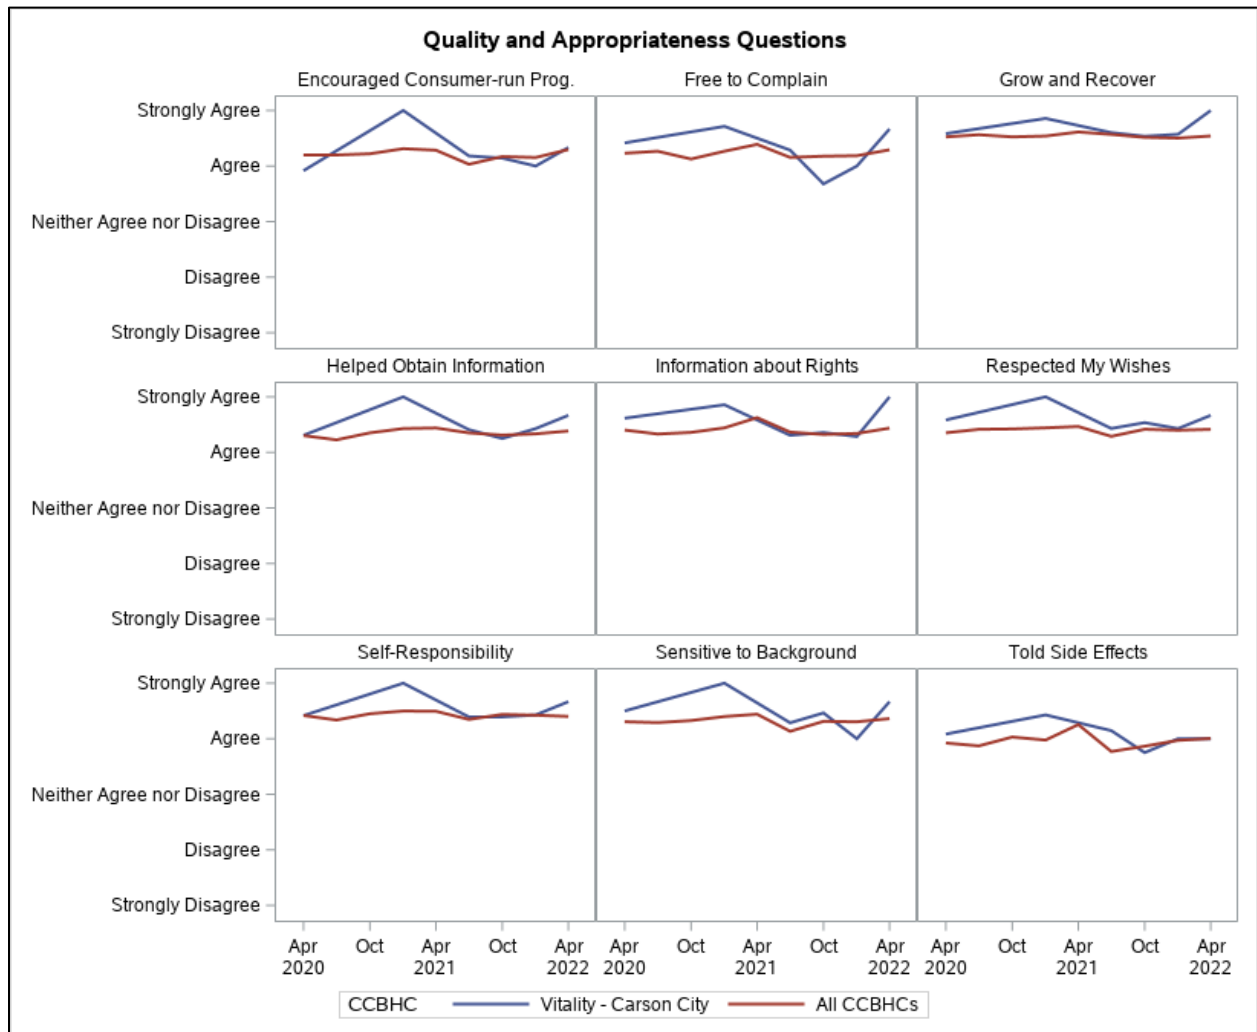 Quality and Appropriateness Questions
Encouraged Consumer-run Prog. Free to Complain Grow and Recover
Strongly Agree
Agree
Neither Agree nor Disagree
Disagree
Strongly Disagree
Helped Obtain Information Information about Rights Respected My Wishes
Strongly Agree
Agree
Neither Agree nor Disagree
Disagree
Strongly Disagree
Self-Responsibility Sensitive to Background Told Side Effects
Strongly Agree
Agree
Neither Agree nor Disagree
Disagree
Strongly Disagree
Apr Oct Apr Oct Apr Apr Oct Apr Oct Apr Apr Oct Apr Oct Apr
2020 2021 2022 2020 2021 2022 2020 2021 2022
CCBHC Vitality - Carson City All CCBHCs